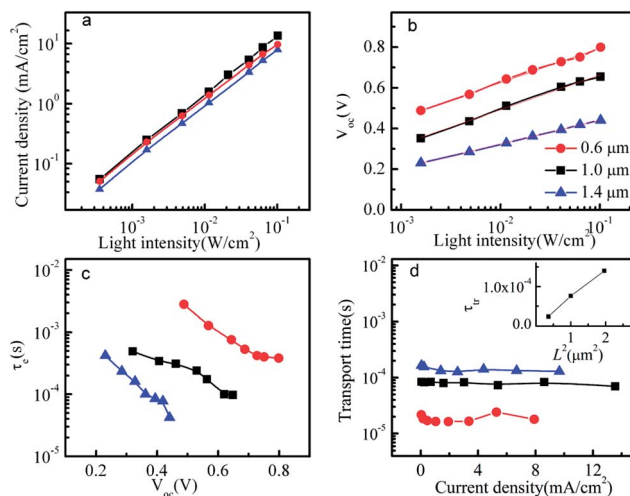 a
Current density (mA/cm²)
10¹
10⁰
10⁻¹
10⁻³ 10⁻² 10⁻¹
Light intensity(W/cm²)
b
V_oc(V)
0.8
0.6
0.4
0.2
0.0
0.6 μm
1.0 μm
1.4 μm
10⁻³ 10⁻² 10⁻¹
Light intensity(W/cm²)
c
τ_e(s)
10⁻²
10⁻³
10⁻⁴
10⁻⁵
0.2 0.4 0.6 0.8
V_oc(V)
d
Transport time(s)
10⁻²
10⁻³
10⁻⁴
10⁻⁵
τ_tr
1.0x10⁻⁴
0.0
1 2
L²(μm²)
0 4 8 12
Current density(mA/cm²)